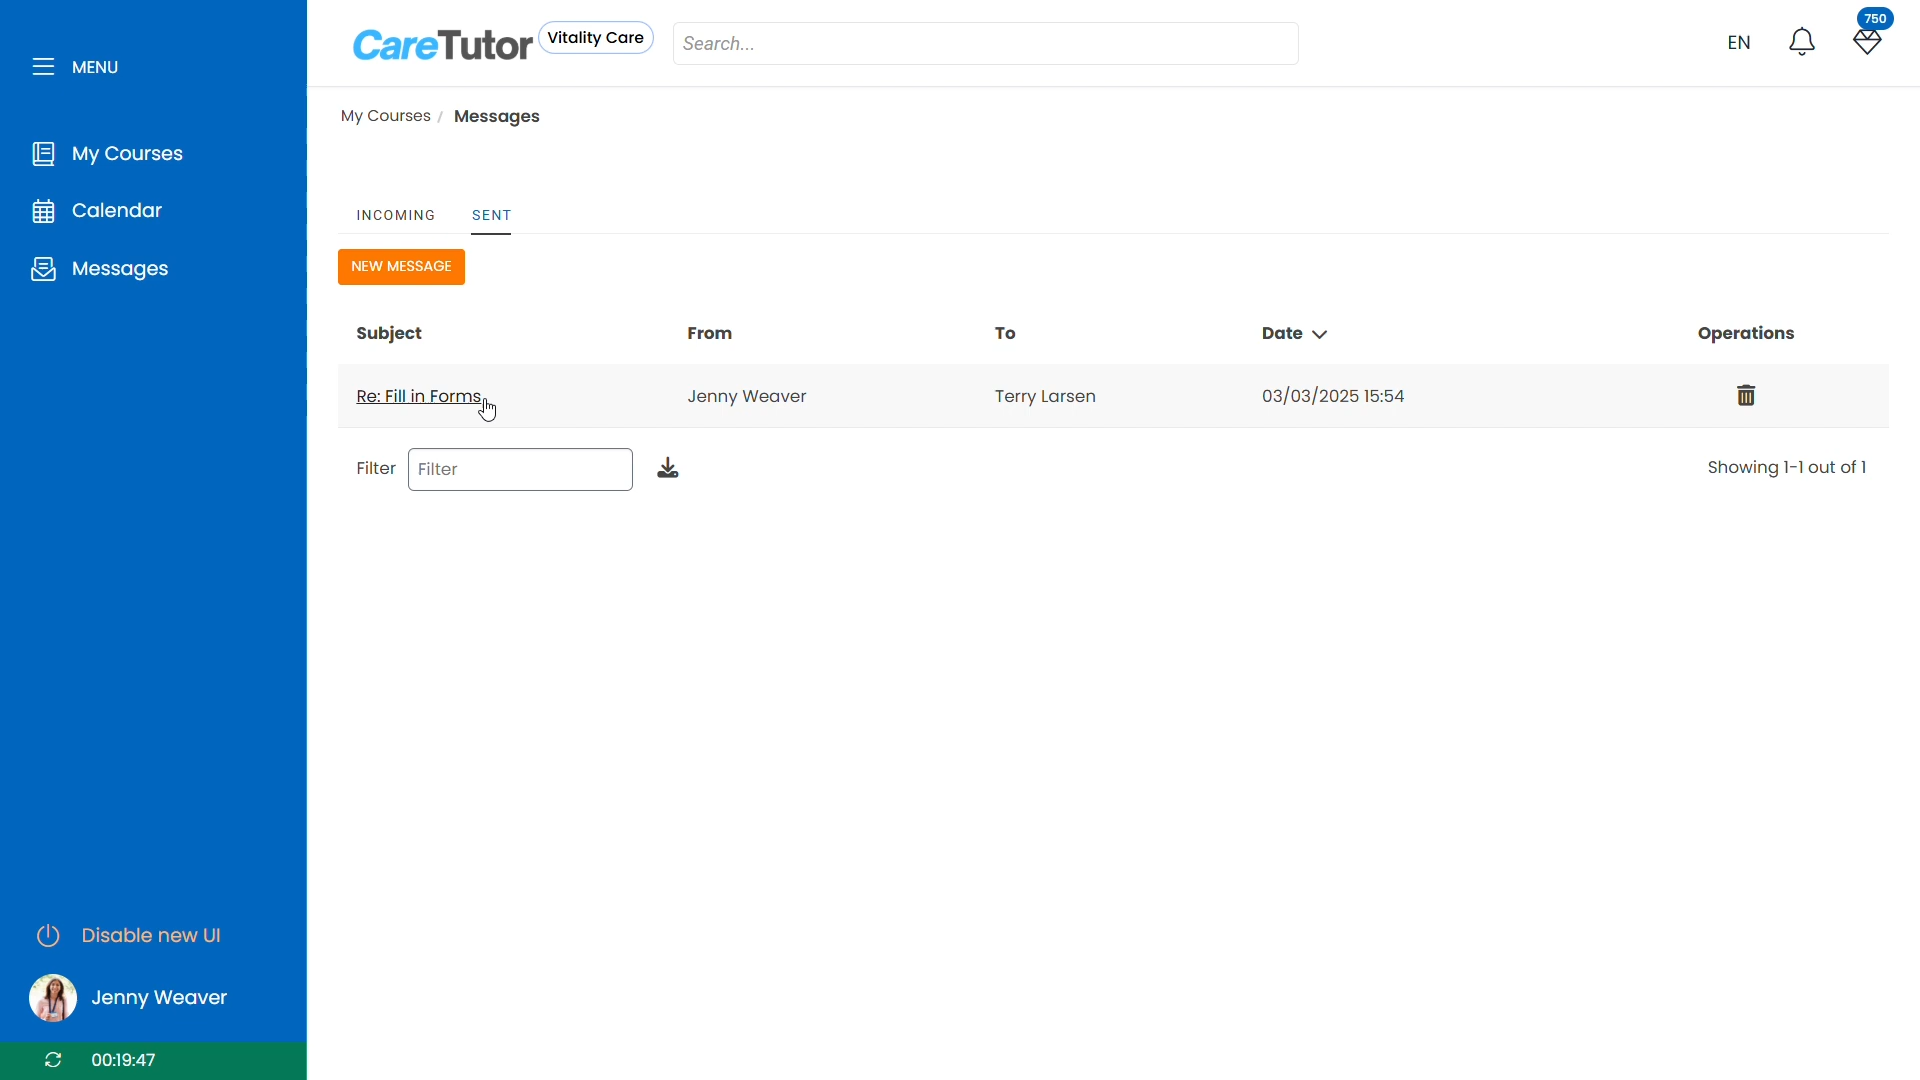 MENU
My Courses
Calendar
Messages
Disable new UI
Jenny Weaver
00:19:47
CareTutor
Vitality Care
Search...
EN
750
My Courses / Messages
INCOMING SENT
NEW MESSAGE
Subject From To Date Operations
Re: Fill in Forms Jenny Weaver Terry Larsen 03/03/2025 15:54
Filter Filter Showing 1-1 out of 1